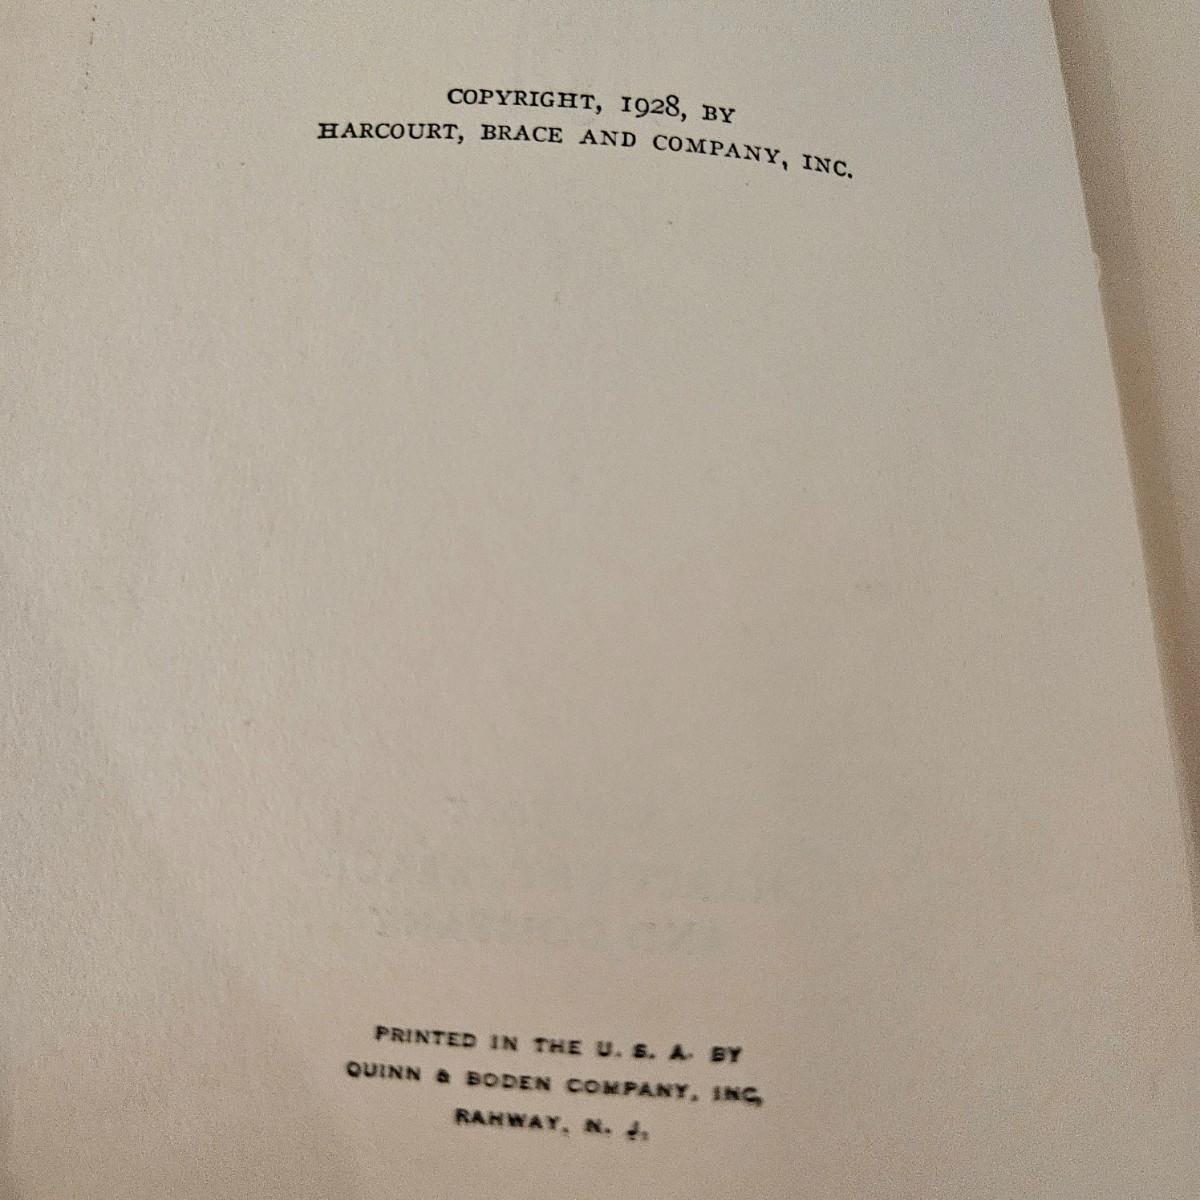 COPYRIGHT, 1928, BY
HARCOURT, BRACE AND COMPANY, INC.
PRINTED IN THE U. S. A. BY
QUINN & BODEN COMPANY, INC.
RAHWAY, N. J.